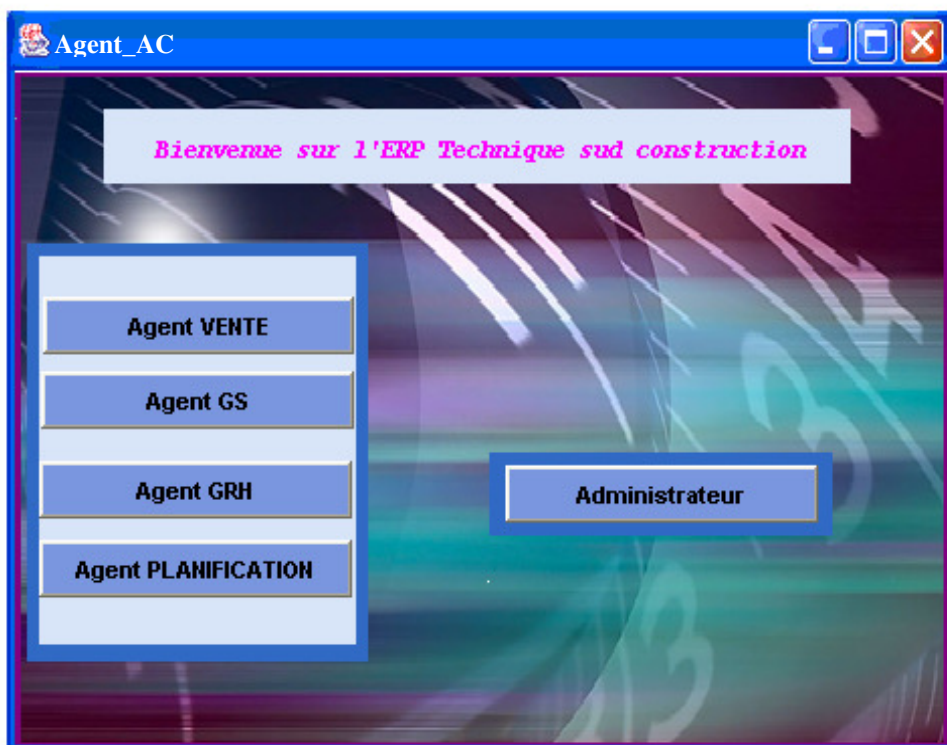 Agent_AC
Bienvenue sur l'ERP Technique sud construction
Agent VENTE
Agent GS
Agent GRH
Agent PLANIFICATION
Administrateur